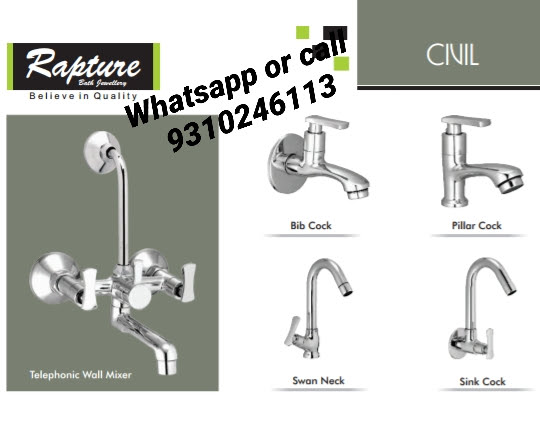 Rapture
Bath Jewellery
Believe in Quality
Whatsapp or call
9310246113
CIVIL
Bib Cock
Pillar Cock
Telephonic Wall Mixer
Swan Neck
Sink Cock